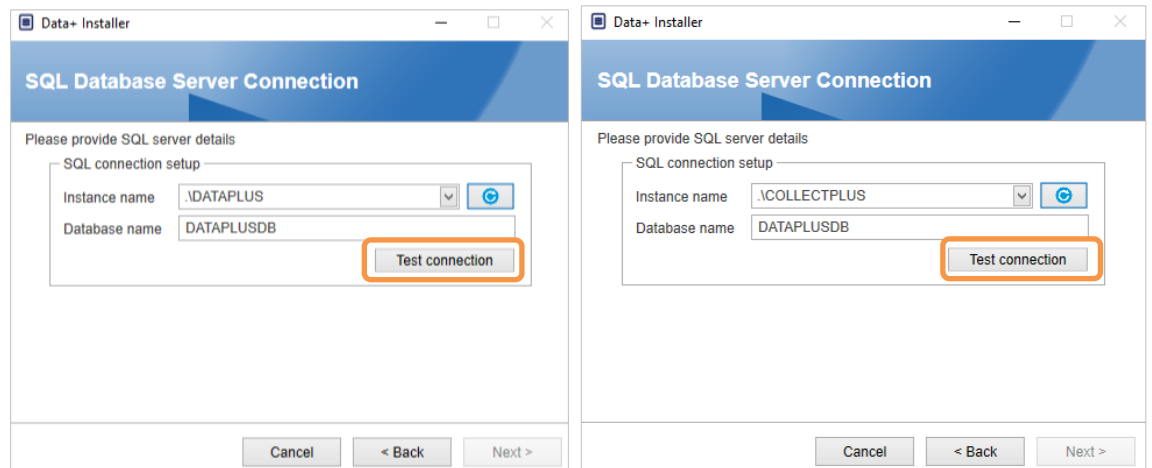 Data+ Installer
SQL Database Server Connection
Please provide SQL server details
SQL connection setup
Instance name .\DATAPLUS
Database name DATAPLUSDB
Test connection
Cancel < Back Next >
Data+ Installer
SQL Database Server Connection
Please provide SQL server details
SQL connection setup
Instance name .\COLLECTPLUS
Database name DATAPLUSDB
Test connection
Cancel < Back Next >